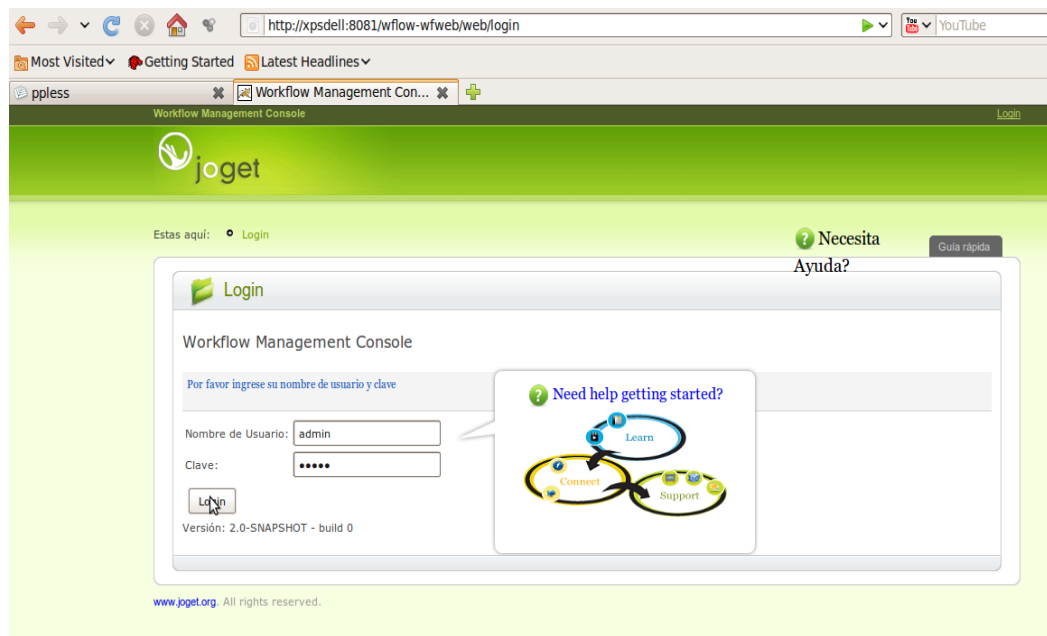 http://xpsdell:8081/wflow-wfweb/web/login
You Tube
YouTube
Most Visited
Getting Started
Latest Headlines
ppless
Workflow Management Con...
Workflow Management Console
Login
joget
Estas aquí:
Login
Necesita Ayuda?
Guía rápida
Login
Workflow Management Console
Por favor ingrese su nombre de usuario y clave
Need help getting started?
Learn
Connect
Support
Nombre de Usuario:
admin
Clave:
•••••
Login
Versión: 2.0-SNAPSHOT - build 0
www.joget.org. All rights reserved.